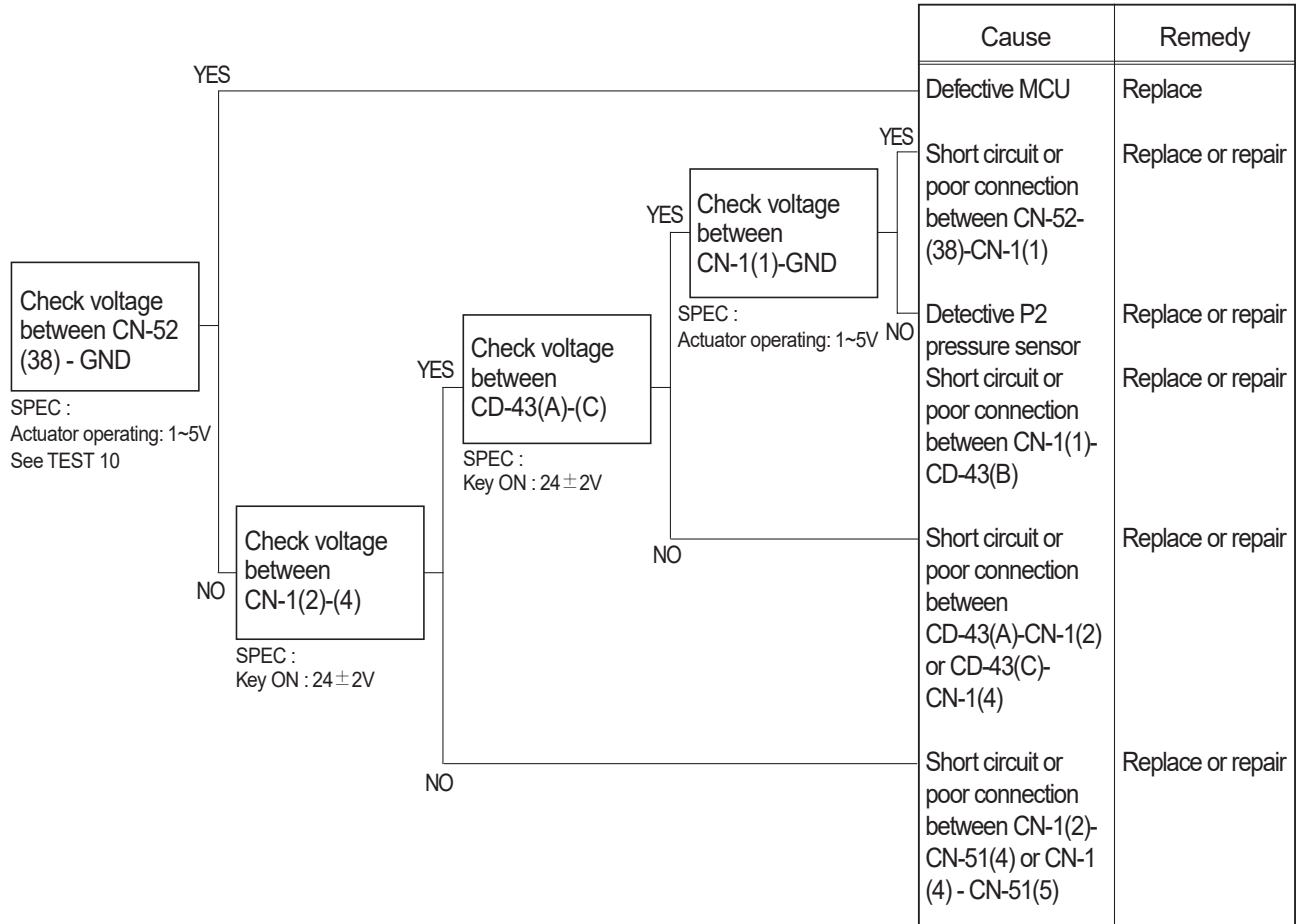 Cause
Remedy
YES
Defective MCU
Replace
YES
Short circuit or
poor connection
between CN-52-
(38)-CN-1(1)
Replace or repair
YES
Check voltage
between
CN-1(1)-GND
SPEC :
Actuator operating: 1~5V
NO
Detective P2
pressure sensor
Replace or repair
Short circuit or
poor connection
between CN-1(1)-
CD-43(B)
Replace or repair
Check voltage
between CN-52
(38) - GND
SPEC :
Actuator operating: 1~5V
See TEST 10
YES
Check voltage
between
CD-43(A)-(C)
SPEC :
Key ON : 24±2V
NO
Short circuit or
poor connection
between
CD-43(A)-CN-1(2)
or CD-43(C)-
CN-1(4)
Replace or repair
NO
Check voltage
between
CN-1(2)-(4)
SPEC :
Key ON : 24±2V
NO
Short circuit or
poor connection
between CN-1(2)-
CN-51(4) or CN-1
(4) - CN-51(5)
Replace or repair